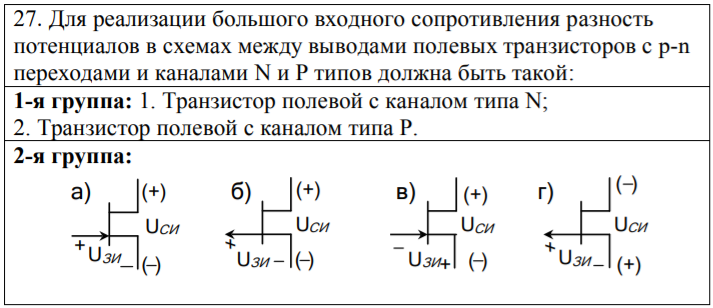 27. Для реализации большого входного сопротивления разность
потенциалов в схемах между выводами полевых транзисторов с p-n
переходами и каналами N и P типов должна быть такой:
1-я группа: 1. Транзистор полевой с каналом типа N;
2. Транзистор полевой с каналом типа P.
2-я группа:
а) (+) б) (+) в) (+) г) (–)
UСИ UСИ UСИ UСИ
+ UЗИ – (–) + UЗИ – (–) – UЗИ + (–) + UЗИ – (+)